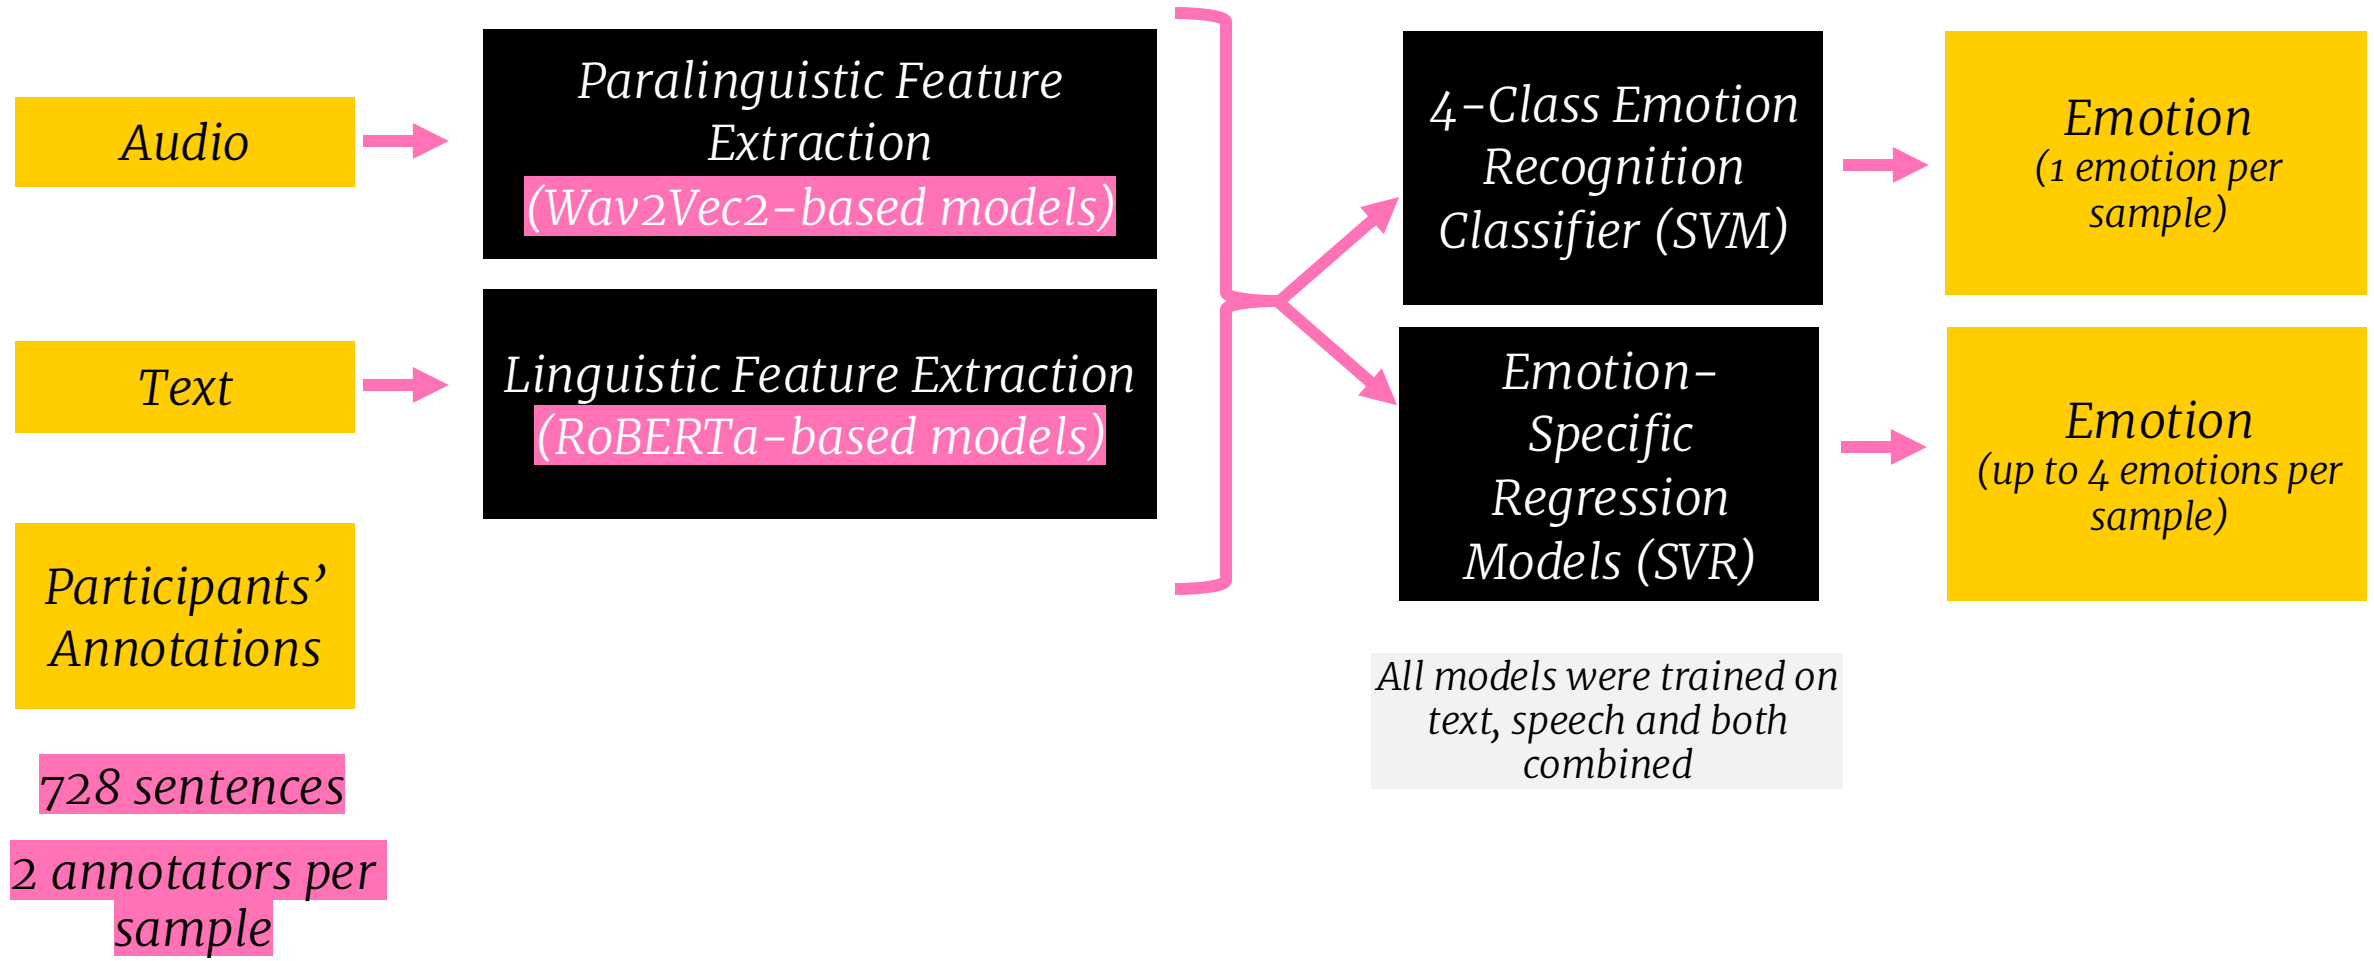 Audio
Paralinguistic Feature
Extraction
(Wav2Vec2-based models)
Text
Linguistic Feature Extraction
(RoBERTa-based models)
Participants’
Annotations
728 sentences
2 annotators per
sample
4-Class Emotion
Recognition
Classifier (SVM)
Emotion
(1 emotion per
sample)
Emotion-
Specific
Regression
Models (SVR)
Emotion
(up to 4 emotions per
sample)
All models were trained on
text, speech and both
combined